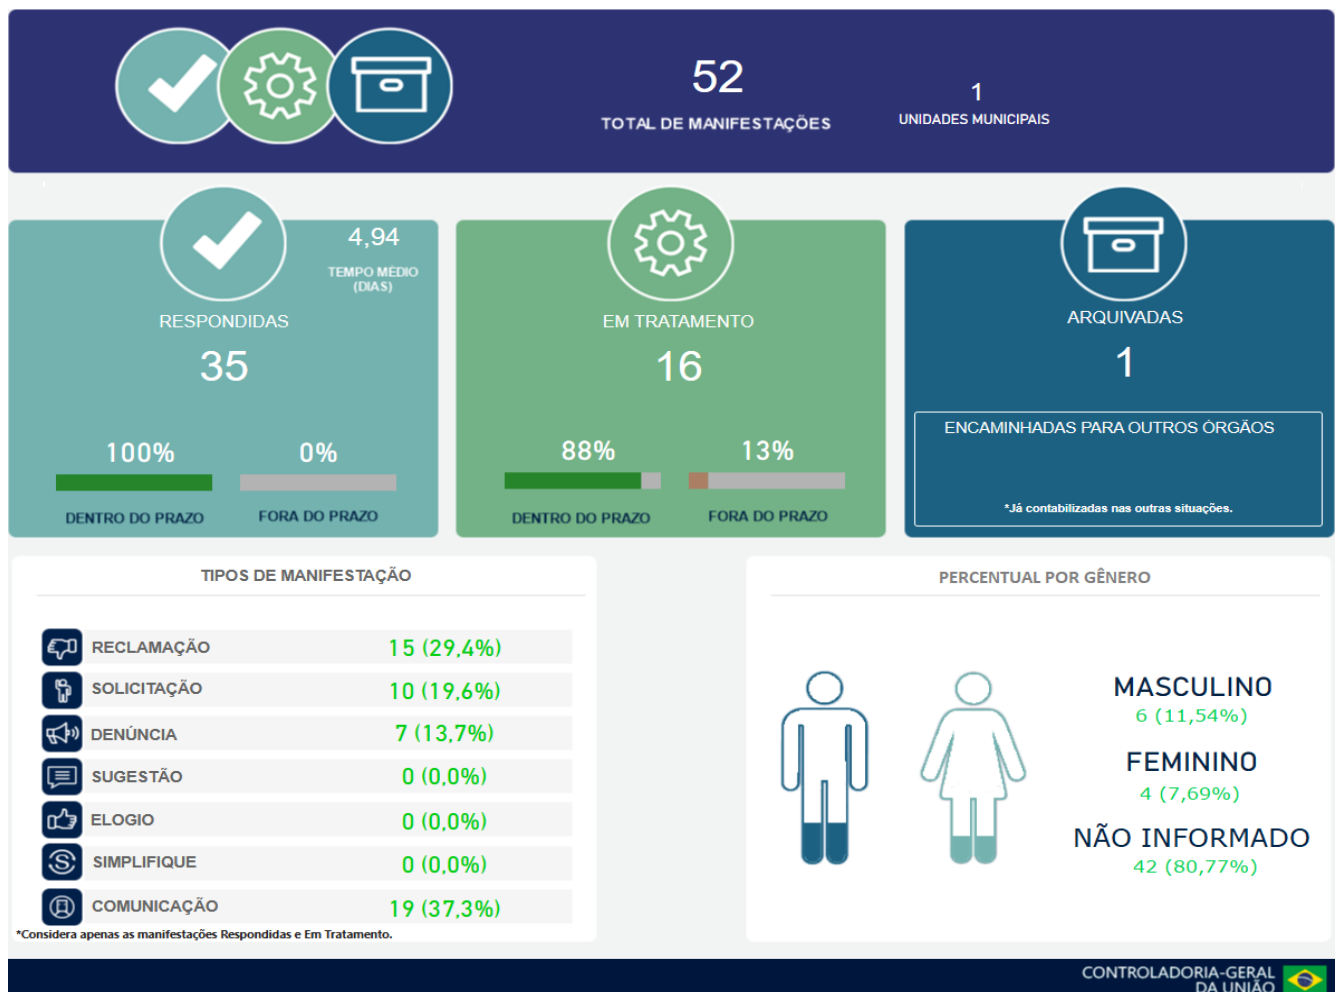 52
TOTAL DE MANIFESTAÇÕES
1
UNIDADES MUNICIPAIS
4,94
TEMPO MÉDIO
(DIAS)
RESPONDIDAS
35
100%
0%
DENTRO DO PRAZO
FORA DO PRAZO
EM TRATAMENTO
16
88%
13%
DENTRO DO PRAZO
FORA DO PRAZO
ARQUIVADAS
1
ENCAMINHADAS PARA OUTROS ÓRGÃOS
*Já contabilizadas nas outras situações.
TIPOS DE MANIFESTAÇÃO
RECLAMAÇÃO 15 (29,4%)
SOLICITAÇÃO 10 (19,6%)
DENÚNCIA 7 (13,7%)
SUGESTÃO 0 (0,0%)
ELOGIO 0 (0,0%)
SIMPLIFIQUE 0 (0,0%)
COMUNICAÇÃO 19 (37,3%)
*Considera apenas as manifestações Respondidas e Em Tratamento.
PERCENTUAL POR GÊNERO
MASCULINO
6 (11,54%)
FEMININO
4 (7,69%)
NÃO INFORMADO
42 (80,77%)
CONTROLADORIA-GERAL
DA UNIÃO